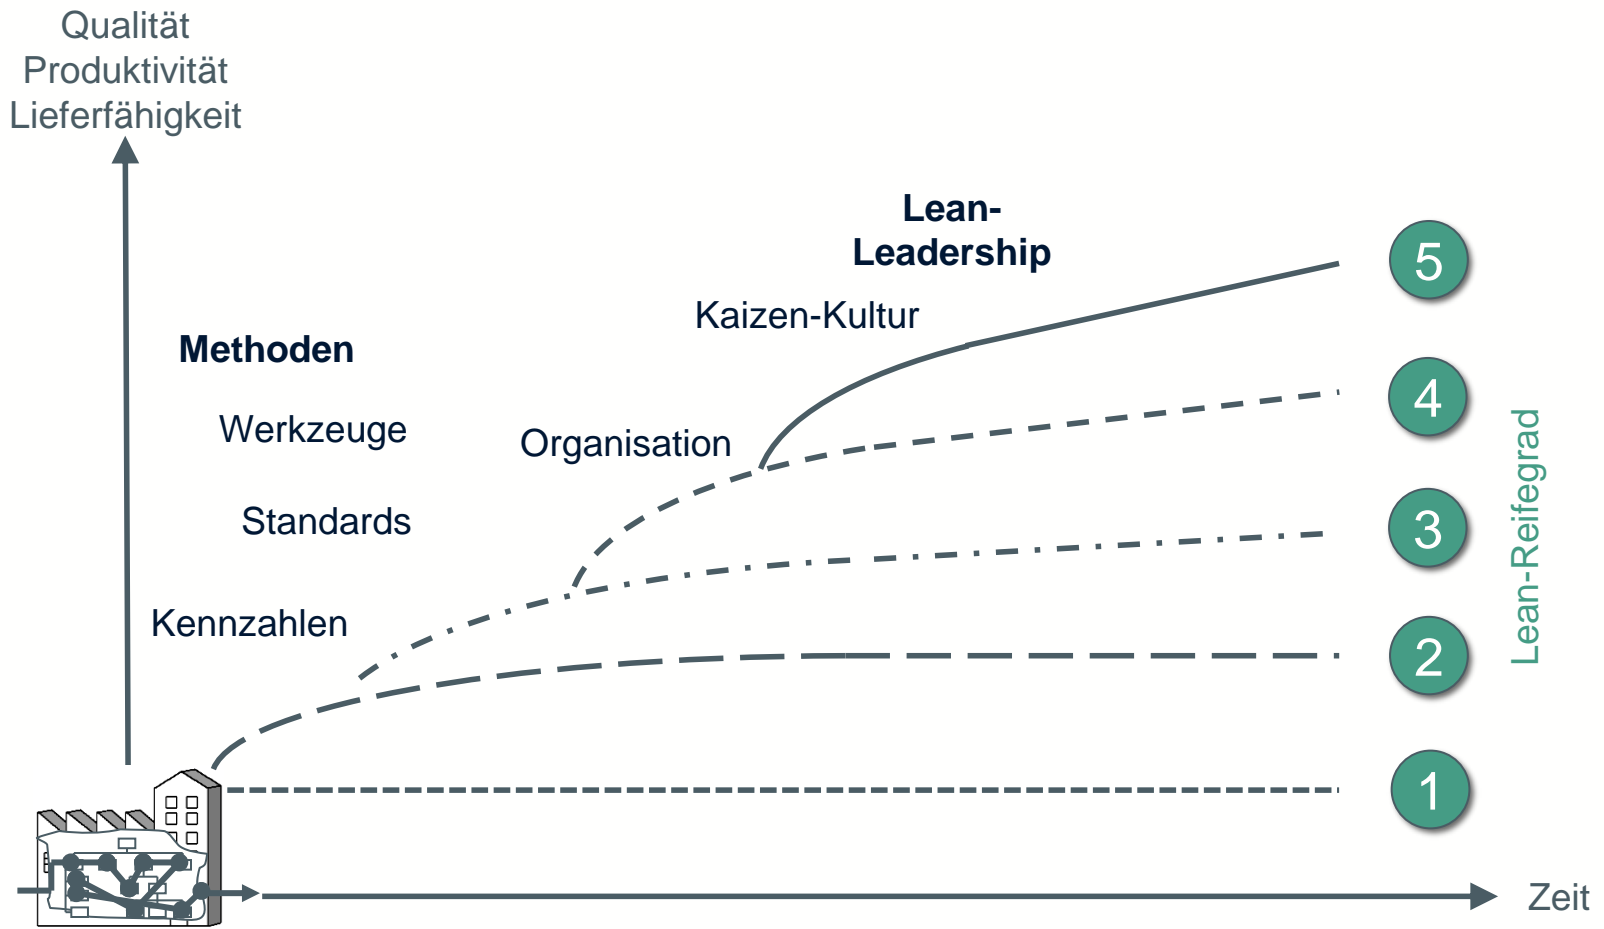 Qualität
Produktivität
Lieferfähigkeit
Lean-
Leadership
5
Kaizen-Kultur
Methoden
4
Werkzeuge
Organisation
Standards
3
Lean-Reifegrad
Kennzahlen
2
1
Zeit